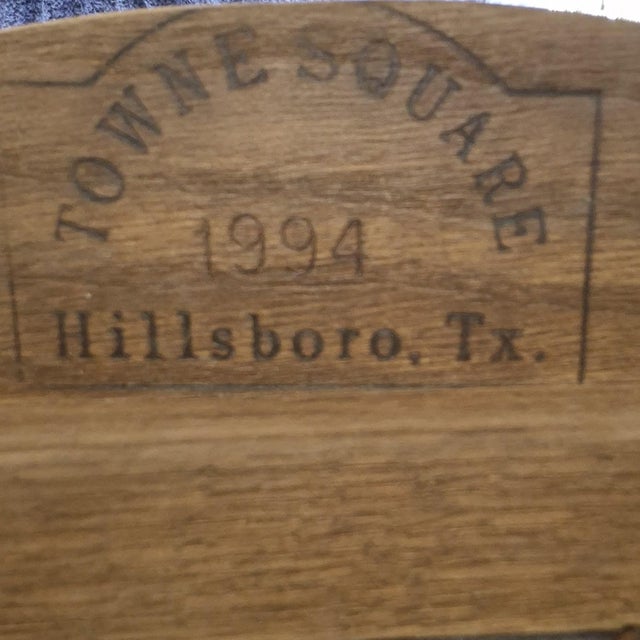 TOWNE SQUARE
1994
Hillsboro, Tx.